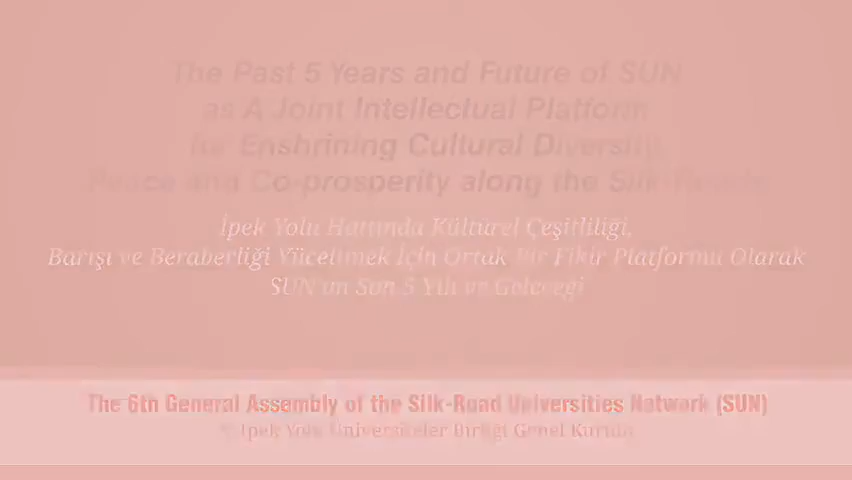 The Past 5 Years and Future of SUN
as A Joint Intellectual Platform
for Enshrining Cultural Diversity
Peace and Co-prosperity along the Silk-Roads
İpek Yolu Hattında Kültürel Çeşitliliği,
Barışı ve Beraberliği Yüceltmek İçin Ortak Bir Fikir Platformu Olarak
SUN'un Son 5 Yılı ve Geleceği
The 6th General Assembly of the Silk-Road Universities Network (SUN)
İpek Yolu Üniversiteler Birliği Genel Kurulu